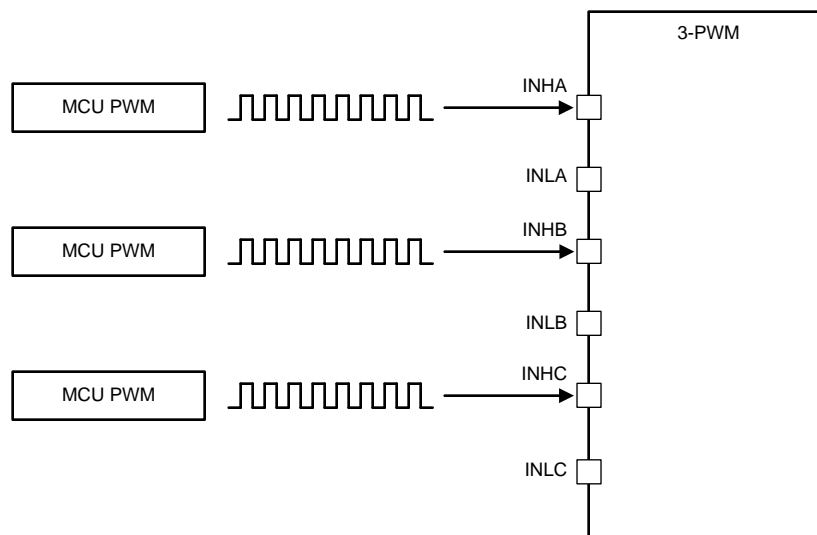 3-PWM
INHA
MCU PWM
INLA
INHB
MCU PWM
INLB
INHC
MCU PWM
INLC